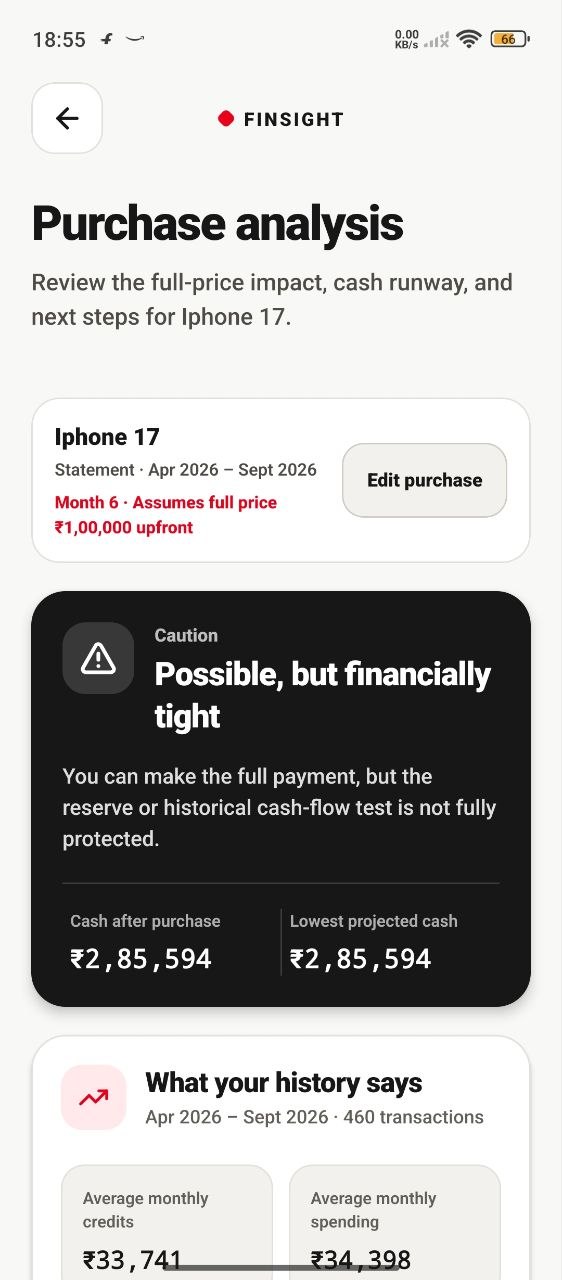 18:55
0.00
KB/s
66
FINSIGHT
Purchase analysis
Review the full-price impact, cash runway, and
next steps for Iphone 17.
Iphone 17
Statement · Apr 2026 – Sept 2026
Month 6 · Assumes full price
₹1,00,000 upfront
Edit purchase
Caution
Possible, but financially
tight
You can make the full payment, but the
reserve or historical cash-flow test is not fully
protected.
Cash after purchase
₹2,85,594
Lowest projected cash
₹2,85,594
What your history says
Apr 2026 – Sept 2026 · 460 transactions
Average monthly
credits
₹33,741
Average monthly
spending
₹34,398